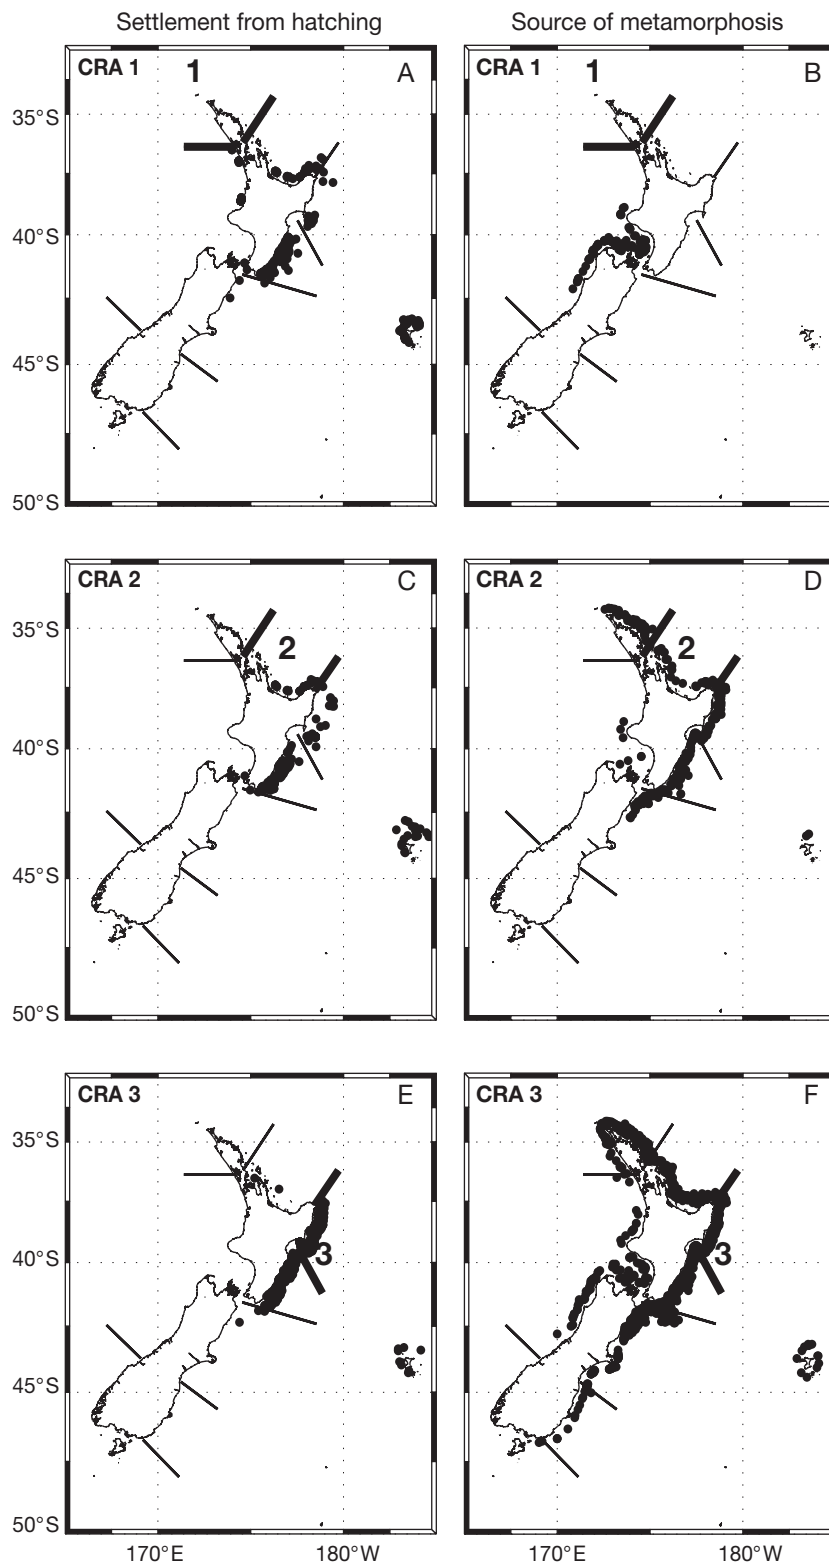 Settlement from hatching
Source of metamorphosis
CRA 1
1
A
CRA 1
1
B
35°S
40°S
45°S
50°S
CRA 2
2
C
CRA 2
2
D
35°S
40°S
45°S
50°S
CRA 3
3
E
CRA 3
3
F
35°S
40°S
45°S
50°S
170°E
180°W
170°E
180°W